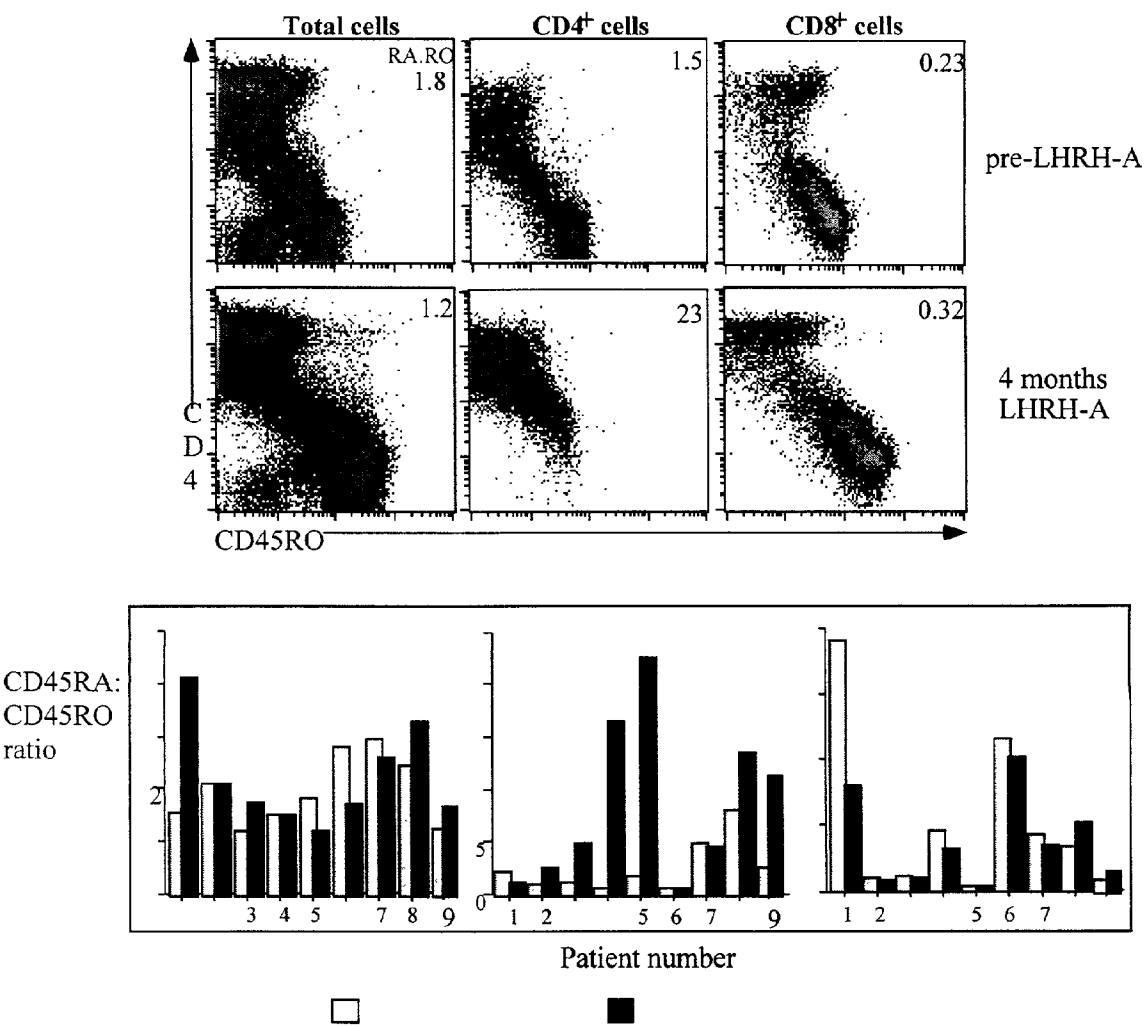 Total cells CD4+ cells CD8+ cells
RA.RO
1.8 1.5 0.23
pre-LHRH-A
1.2 23 0.32
4 months
LHRH-A
C
D
4
CD45RO
CD45RA:
CD45RO
ratio
2
5
0
3 4 5 7 8 9
1 2 5 6 7 9
1 2 5 6 7
Patient number